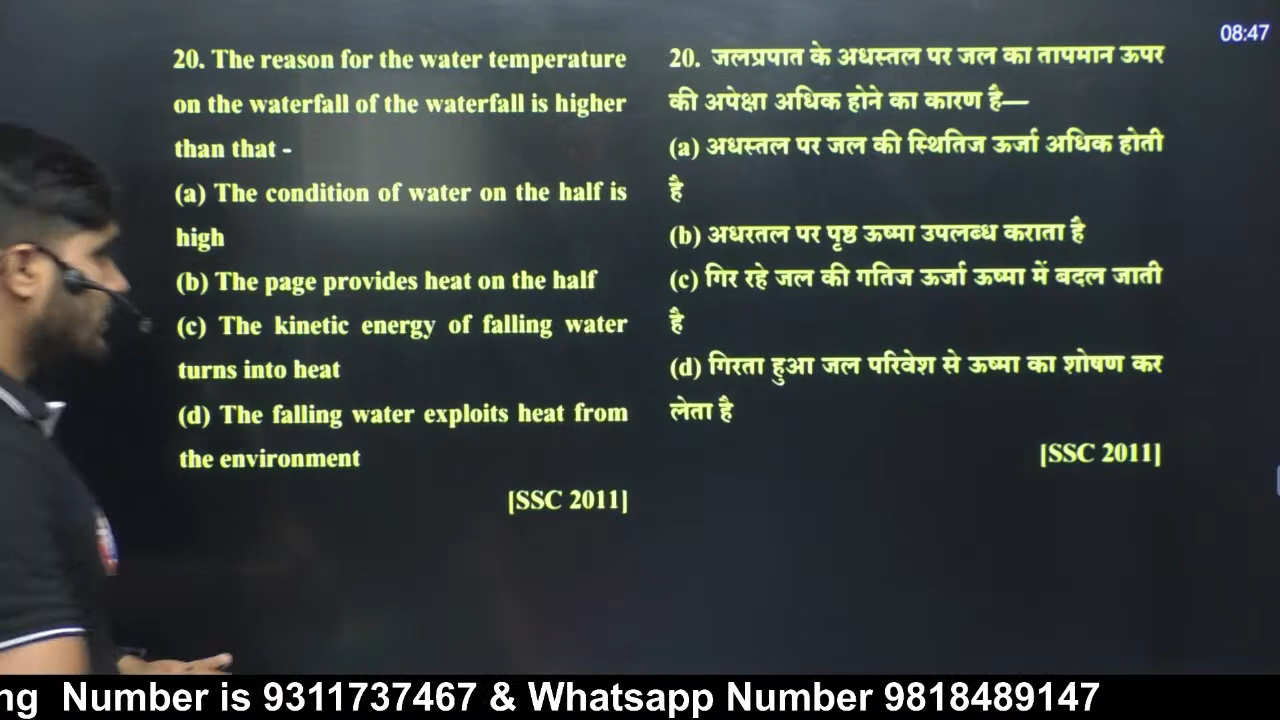 08:47
20. The reason for the water temperature
on the waterfall of the waterfall is higher
than that -
(a) The condition of water on the half is
high
(b) The page provides heat on the half
(c) The kinetic energy of falling water
turns into heat
(d) The falling water exploits heat from
the environment
[SSC 2011]
20. जलप्रपात के अधस्तल पर जल का तापमान ऊपर
की अपेक्षा अधिक होने का कारण है—
(a) अधस्तल पर जल की स्थितिज ऊर्जा अधिक होती
है
(b) अधरतल पर पृष्ठ ऊष्मा उपलब्ध कराता है
(c) गिर रहे जल की गतिज ऊर्जा ऊष्मा में बदल जाती
है
(d) गिरता हुआ जल परिवेश से ऊष्मा का शोषण कर
लेता है
[SSC 2011]
ng Number is 9311737467 & Whatsapp Number 9818489147